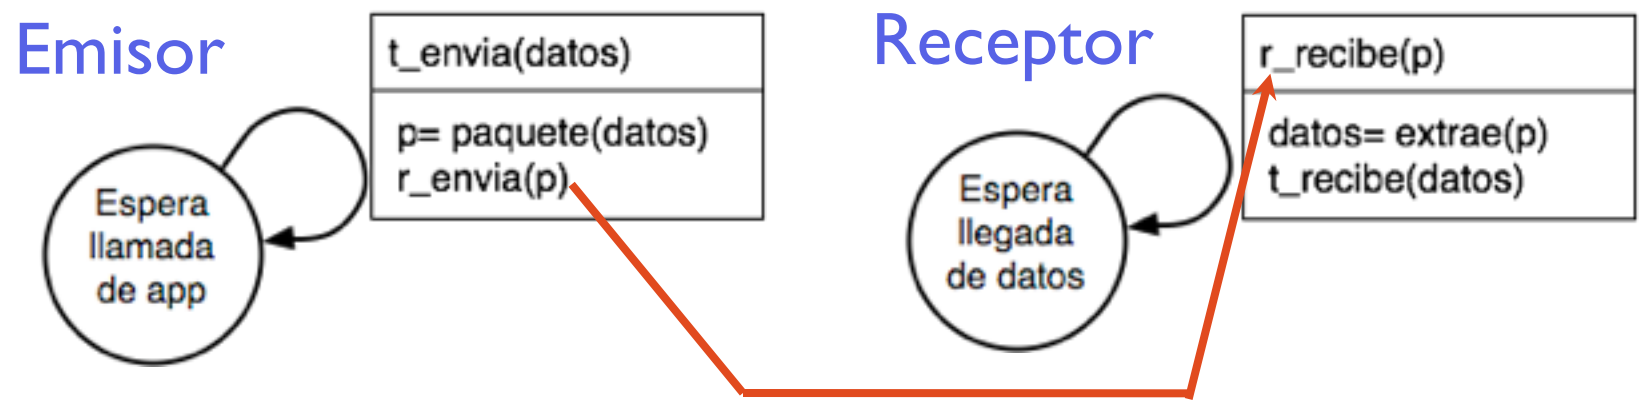 Emisor
t_envia(datos)
p= paquete(datos)
r_envia(p)
Espera
llamada
de app
Receptor
r_recibe(p)
datos= extrae(p)
t_recibe(datos)
Espera
llegada
de datos